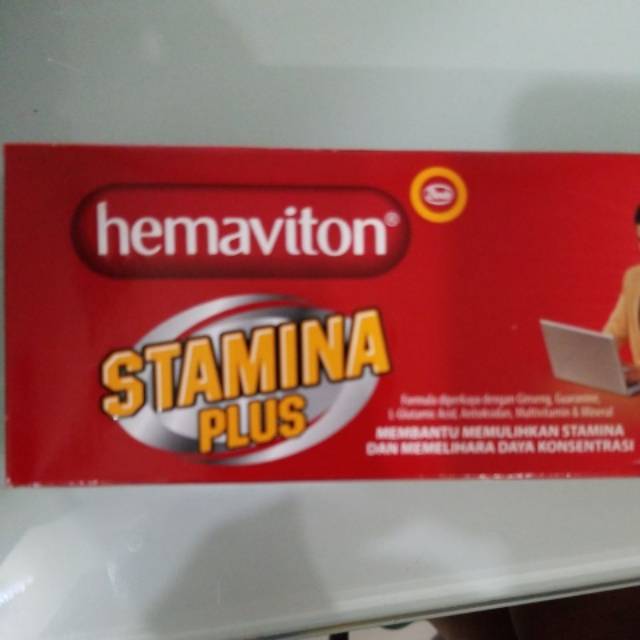 hemaviton®
STAMINA
PLUS
Formula diperkaya dengan Ginseng, Guaranine,
L-Glutamic Acid, Antioksidan, Multivitamin & Mineral
MEMBANTU MEMULIHKAN STAMINA
DAN MEMELIHARA DAYA KONSENTRASI